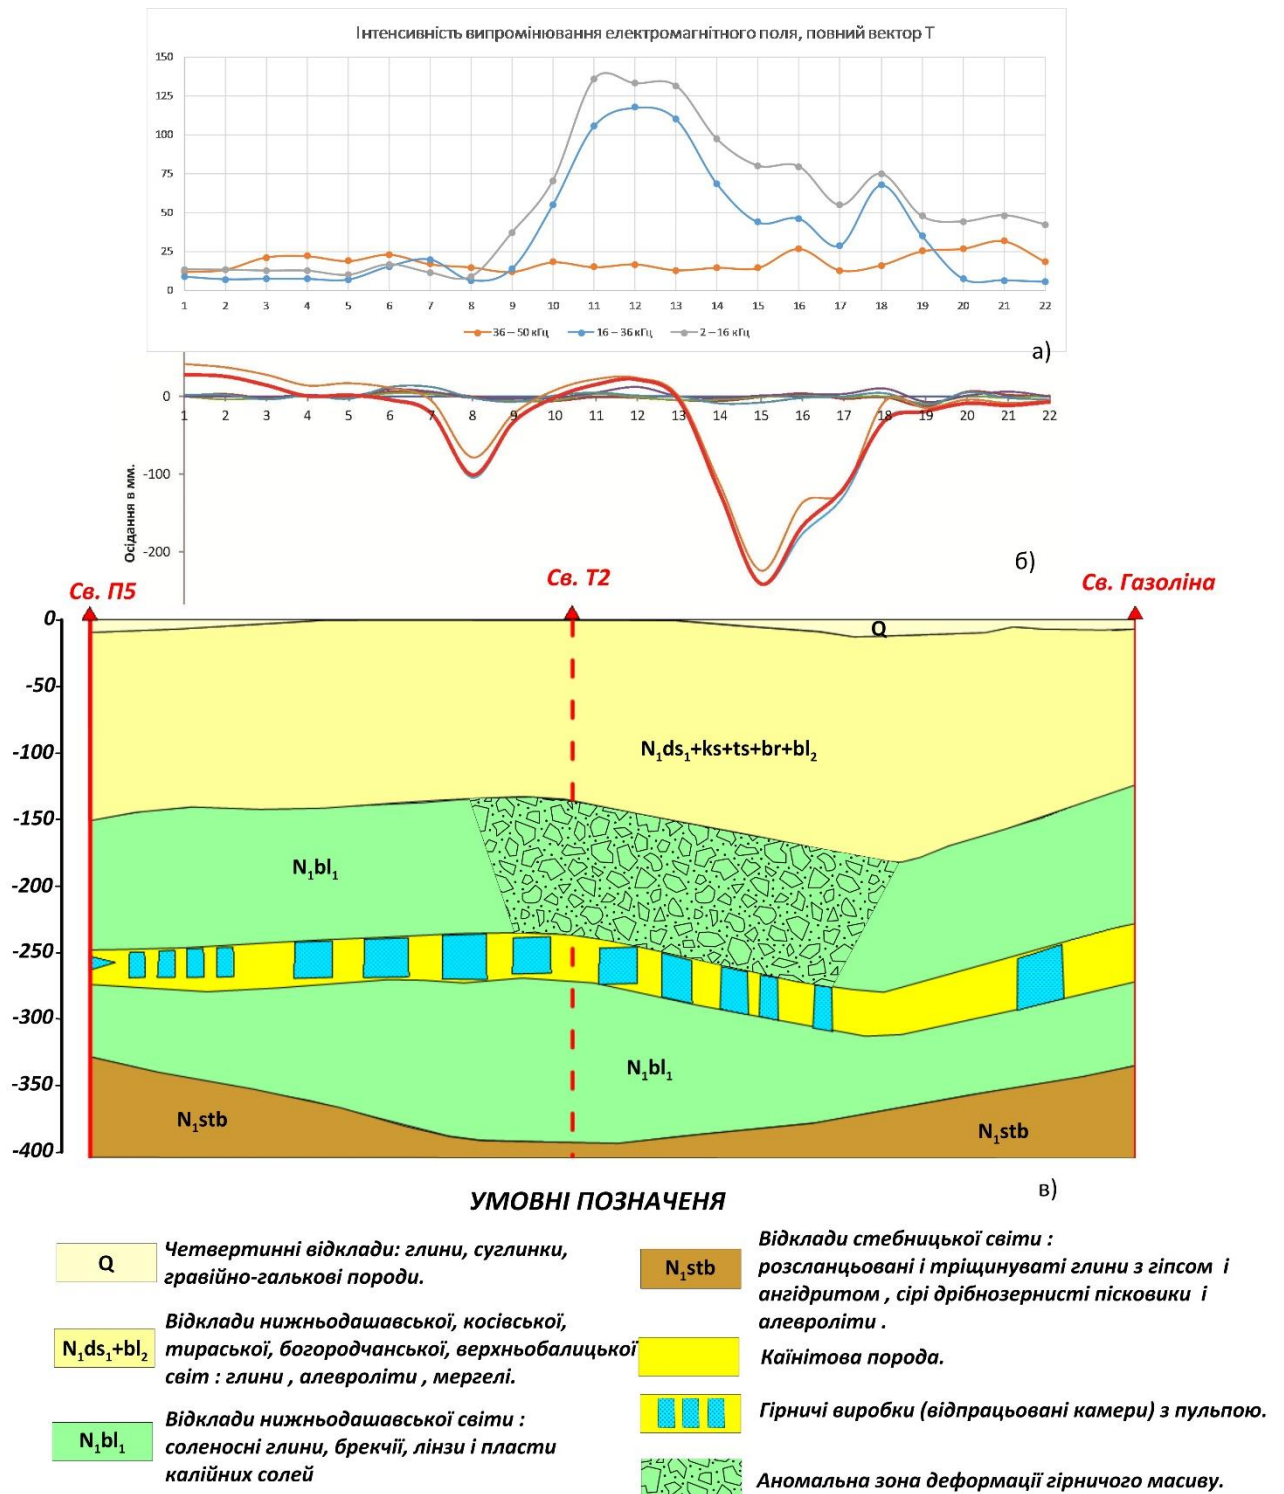 Інтенсивність випромінювання електромагнітного поля, повний вектор Т
150
125
100
75
50
25
0
1 2 3 4 5 6 7 8 9 10 11 12 13 14 15 16 17 18 19 20 21 22
36 – 50 кГц 16 – 36 кГц 2 – 16 кГц
а)
0
-100
-200
Осідання в мм.
1 2 3 4 5 6 7 8 9 10 11 12 13 14 15 16 17 18 19 20 21 22
б)
Св. П5 Св. Т2 Св. Газоліна
0
-50
-100
-150
-200
-250
-300
-350
-400
Q
N₁ds₁+ks+ts+br+bl₂
N₁bl₁
N₁bl₁
N₁stb
N₁stb
в)
УМОВНІ ПОЗНАЧЕНЯ
Q
Четвертинні відклади: глини, суглинки,
гравійно-галькові породи.
N₁ds₁+bl₂
Відклади нижньодашавської, косівської,
тираської, богородчанської, верхньобалицької
світ : глини , алевроліти , мергелі.
N₁bl₁
Відклади нижньодашавської світи :
соленосні глини, брекчії, лінзи і пласти
калійних солей
N₁stb
Відклади стебницької світи :
розсланцьовані і тріщинуваті глини з гіпсом і
ангідритом , сірі дрібнозернисті пісковики і
алевроліти .
Каїнітова порода.
Гірничі виробки (відпрацьовані камери) з пульпою.
Аномальна зона деформації гірничого масиву.